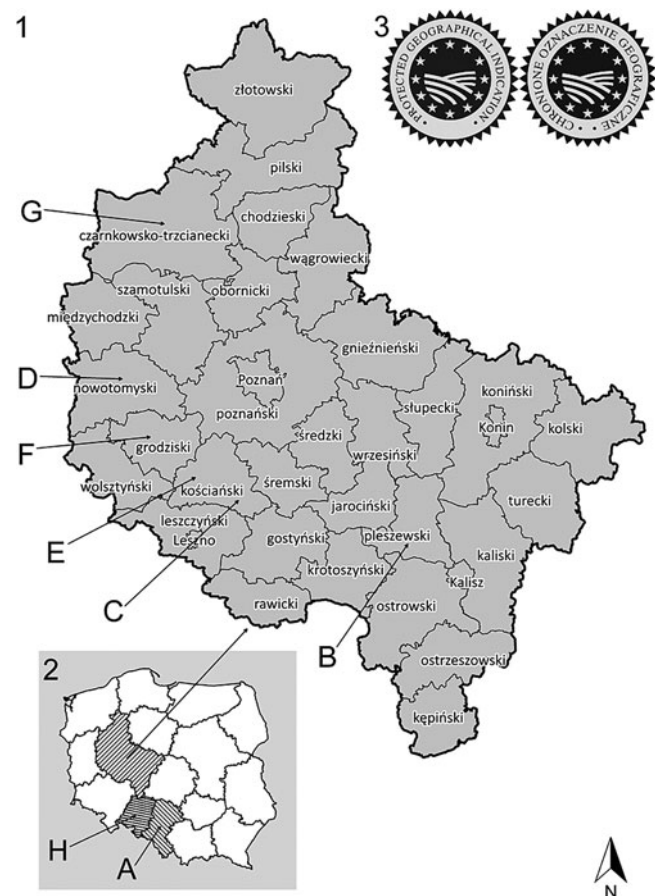 1
3
PROTECTED GEOGRAPHICAL INDICATION
CHRONIONE OZNACZENIE GEOGRAFICZNE
złotowski
pilski
G
chodzieski
czarnkowsko-trzcianecki
wągrowiecki
szamotulski
obornicki
międzychodzki
gnieźnieński
D
nowotomyski
Poznań
koniński
słupecki
poznański
Konin
kolski
F
grodziski
średzki
wrzesiński
wolsztyński
kościański
śremski
turecki
jarociński
E
leszczyński
Leszno
gostyński
pleszewski
kaliski
C
krotoszyński
Kalisz
rawicki
ostrowski
B
2
ostrzeszowski
kępiński
H
A
N